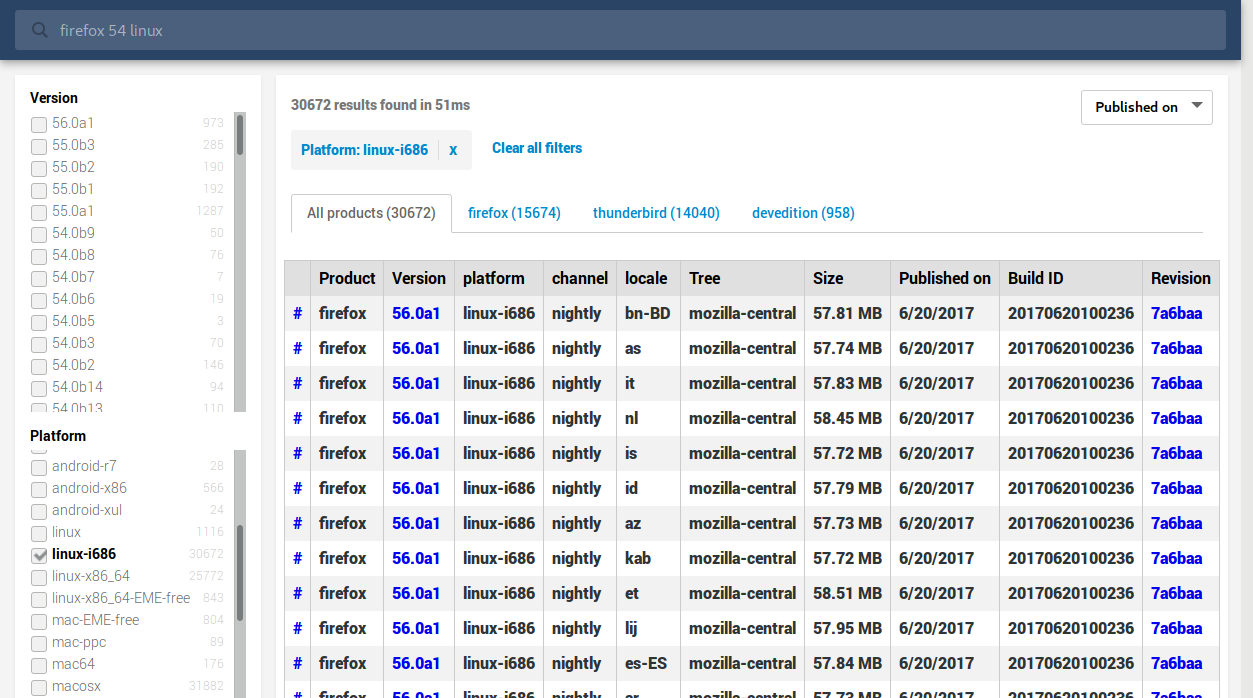 firefox 54 linux
Version
56.0a1 973
55.0b3 285
55.0b2 190
55.0b1 192
55.0a1 1287
54.0b9 50
54.0b8 76
54.0b7 7
54.0b6 19
54.0b5 3
54.0b3 70
54.0b2 146
54.0b14 94
54.0b13 110
Platform
android-r7 28
android-x86 566
android-xul 24
linux 1116
linux-i686 30672
linux-x86_64 25772
linux-x86_64-EME-free 843
mac-EME-free 804
mac-ppc 89
mac64 176
macosx 31882
30672 results found in 51ms
Published on
Platform: linux-i686 x Clear all filters
All products (30672) firefox (15674) thunderbird (14040) devedition (958)
Product Version platform channel locale Tree Size Published on Build ID Revision
# firefox 56.0a1 linux-i686 nightly bn-BD mozilla-central 57.81 MB 6/20/2017 20170620100236 7a6baa
# firefox 56.0a1 linux-i686 nightly as mozilla-central 57.74 MB 6/20/2017 20170620100236 7a6baa
# firefox 56.0a1 linux-i686 nightly it mozilla-central 57.83 MB 6/20/2017 20170620100236 7a6baa
# firefox 56.0a1 linux-i686 nightly nl mozilla-central 58.45 MB 6/20/2017 20170620100236 7a6baa
# firefox 56.0a1 linux-i686 nightly is mozilla-central 57.72 MB 6/20/2017 20170620100236 7a6baa
# firefox 56.0a1 linux-i686 nightly id mozilla-central 57.79 MB 6/20/2017 20170620100236 7a6baa
# firefox 56.0a1 linux-i686 nightly az mozilla-central 57.73 MB 6/20/2017 20170620100236 7a6baa
# firefox 56.0a1 linux-i686 nightly kab mozilla-central 57.72 MB 6/20/2017 20170620100236 7a6baa
# firefox 56.0a1 linux-i686 nightly et mozilla-central 58.51 MB 6/20/2017 20170620100236 7a6baa
# firefox 56.0a1 linux-i686 nightly lij mozilla-central 57.95 MB 6/20/2017 20170620100236 7a6baa
# firefox 56.0a1 linux-i686 nightly es-ES mozilla-central 57.84 MB 6/20/2017 20170620100236 7a6baa
# firefox 56.0a1 linux-i686 nightly mozilla-central 57.73 MB 6/20/2017 20170620100236 7a6baa